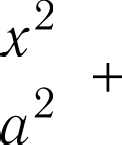 x²
+
a²